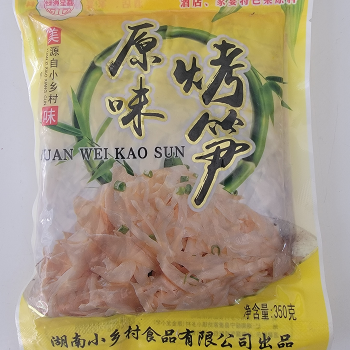 酒店、家宴特色菜原料
美味
源自小乡村
原味
烤笋
YUAN WEI KAO SUN
净含量:350克
湖南小乡村食品有限公司出品